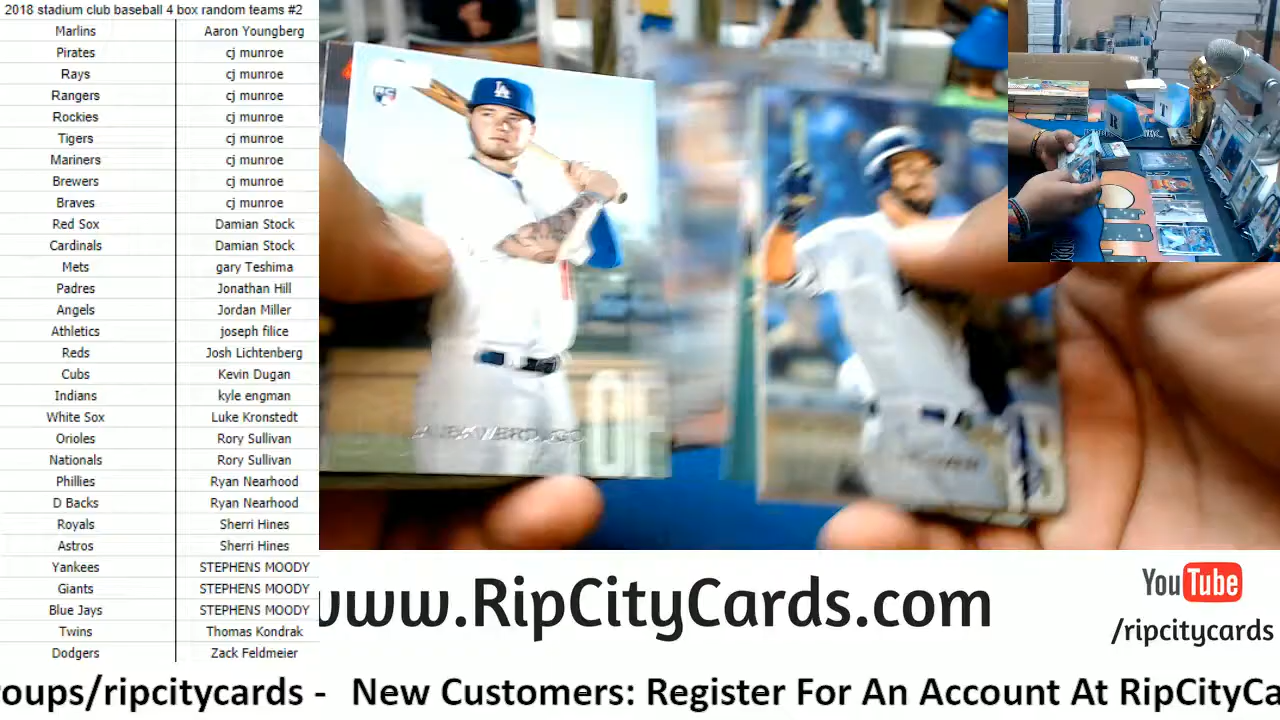 2018 stadium club baseball 4 box random teams #2
Marlins Aaron Youngberg
Pirates cj munroe
Rays cj munroe
Rangers cj munroe
Rockies cj munroe
Tigers cj munroe
Mariners cj munroe
Brewers cj munroe
Braves cj munroe
Red Sox Damian Stock
Cardinals Damian Stock
Mets gary Teshima
Padres Jonathan Hill
Angels Jordan Miller
Athletics joseph filice
Reds Josh Lichtenberg
Cubs Kevin Dugan
Indians kyle engman
White Sox Luke Kronstedt
Orioles Rory Sullivan
Nationals Rory Sullivan
Phillies Ryan Nearhood
D Backs Ryan Nearhood
Royals Sherri Hines
Astros Sherri Hines
Yankees STEPHENS MOODY
Giants STEPHENS MOODY
Blue Jays STEPHENS MOODY
Twins Thomas Kondrak
Dodgers Zack Feldmeier
LA
RC
OF
www.RipCityCards.com
YouTube
/ripcitycards
roups/ripcitycards - New Customers: Register For An Account At RipCityCa